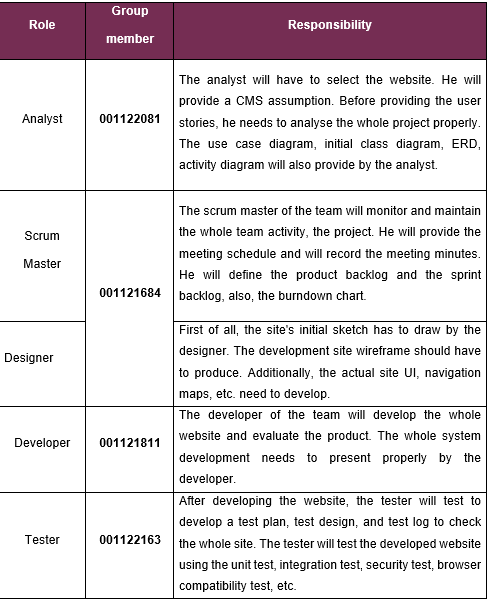 Role
Group
member
Responsibility
Analyst
001122081
The analyst will have to select the website. He will
provide a CMS assumption. Before providing the user
stories, he needs to analyse the whole project properly.
The use case diagram, initial class diagram, ERD,
activity diagram will also provide by the analyst.
Scrum
Master
001121684
The scrum master of the team will monitor and maintain
the whole team activity, the project. He will provide the
meeting schedule and will record the meeting minutes.
He will define the product backlog and the sprint
backlog, also, the burndown chart.
Designer
First of all, the site's initial sketch has to draw by the
designer. The development site wireframe should have
to produce. Additionally, the actual site UI, navigation
maps, etc. need to develop.
Developer
001121811
The developer of the team will develop the whole
website and evaluate the product. The whole system
development needs to present properly by the
developer.
Tester
001122163
After developing the website, the tester will test to
develop a test plan, test design, and test log to check
the whole site. The tester will test the developed website
using the unit test, integration test, security test, browser
compatibility test, etc.